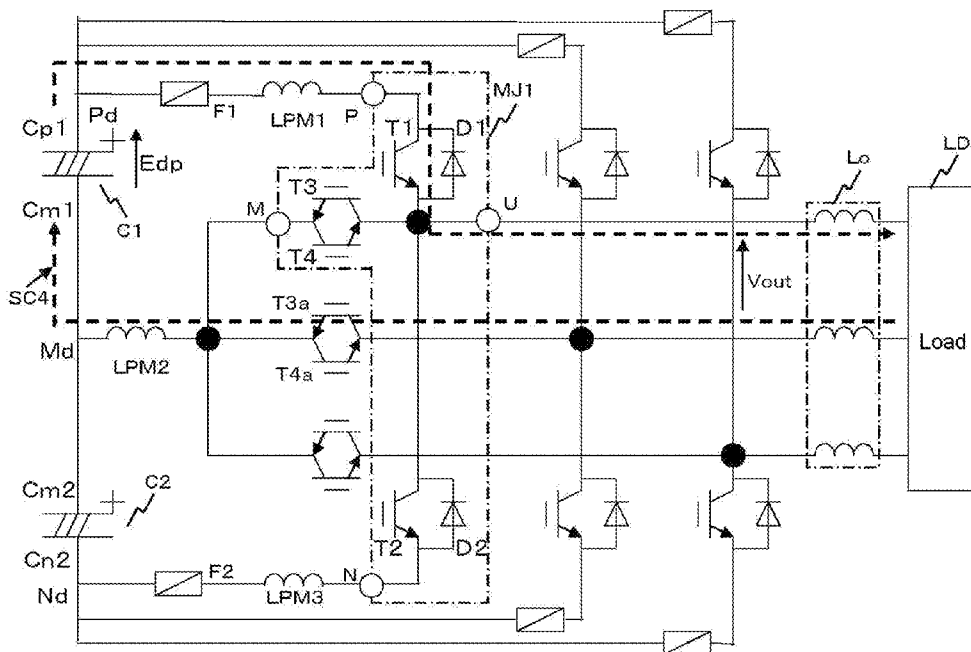 MJ1
Pd
F1
LPM1
P
T1
D1
Cp1
Edp
Lo
LD
T3
M
U
Cm1
C1
T4
SC4
T3a
Vout
Md
LPM2
T4a
Load
Cm2
C2
T2
D2
Cn2
F2
N
Nd
LPM3